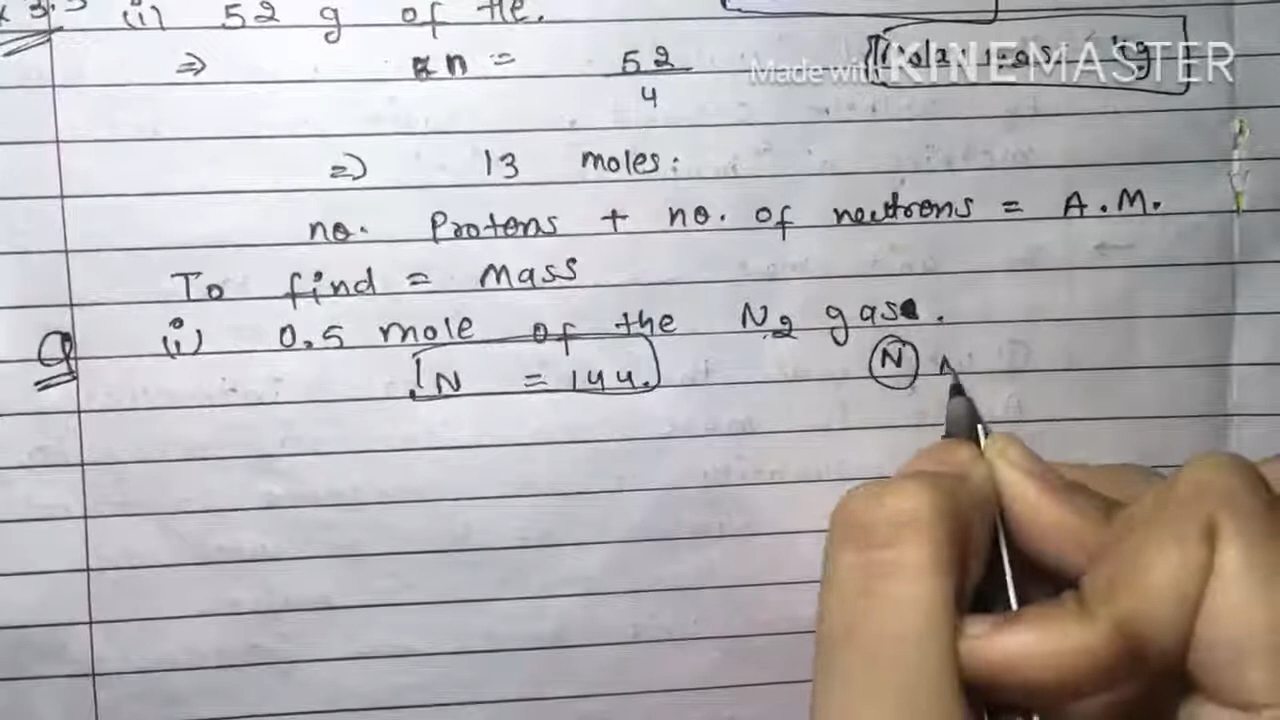 (i) 52 g of He.
⇒ n = 52/4
Made with KINEMASTER
⇒ 13 moles:
no. Protons + no. of neutrons = A.M.
To find = Mass
Q (i) 0.5 mole of the N2 gas.
N = 14u.
N